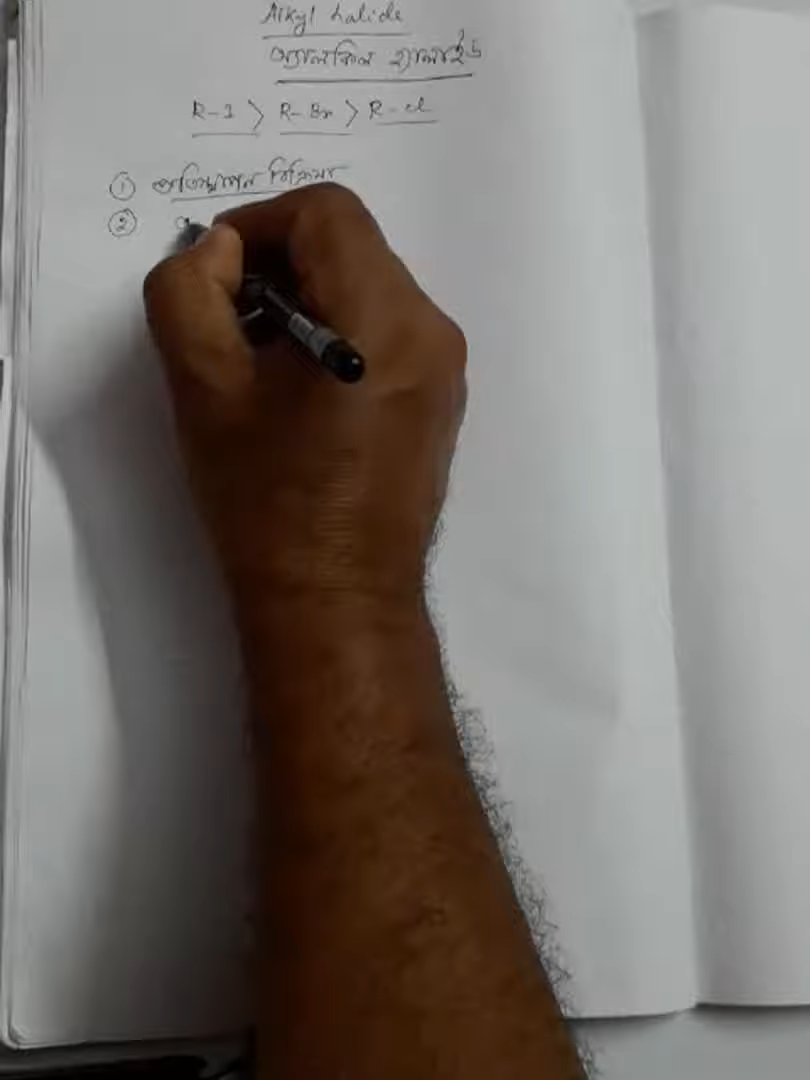 Alkyl halide
অ্যালকিল হ্যালাইড
R-I > R-Br > R-cl
① প্রতিস্থাপন বিক্রিয়া
②